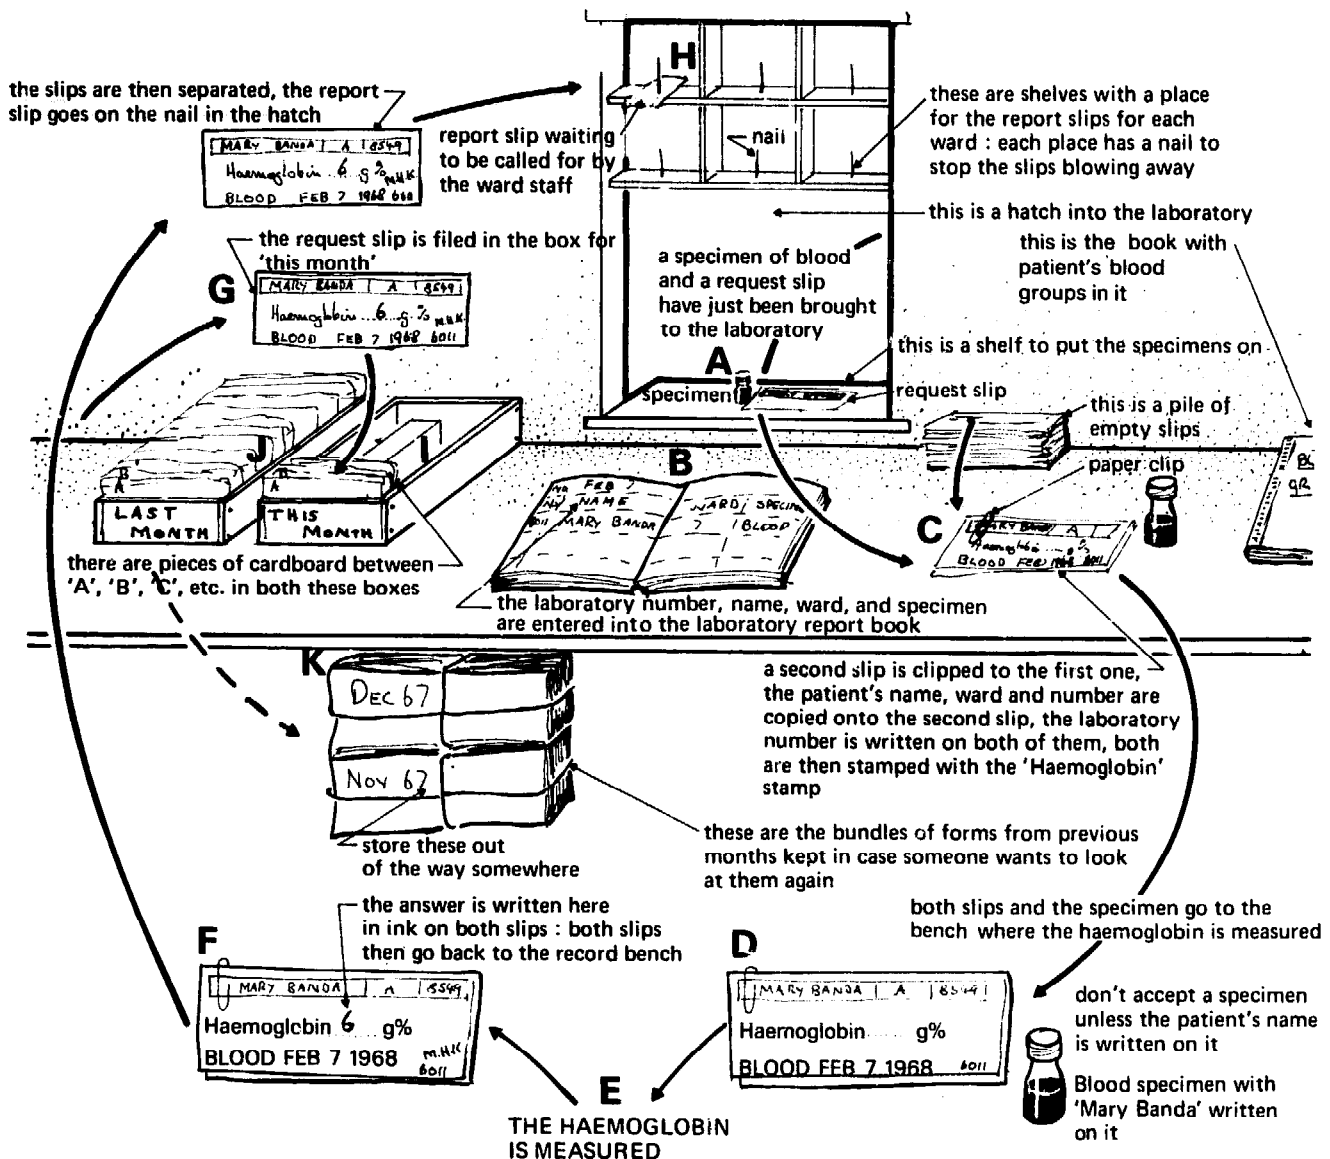 H
the slips are then separated, the report
slip goes on the nail in the hatch
MARY BANDA A 8549
Haemoglobin 6 g% M.H.K
BLOOD FEB 7 1968 6011
report slip waiting
to be called for by
the ward staff
nail
these are shelves with a place
for the report slips for each
ward : each place has a nail to
stop the slips blowing away
this is a hatch into the laboratory
this is the book with
patient's blood
groups in it
the request slip is filed in the box for
'this month'
G
MARY BANDA A 8549
Haemoglobin 6 g% M.H.K
BLOOD FEB 7 1968 6011
a specimen of blood
and a request slip
have just been brought
to the laboratory
A
this is a shelf to put the specimens on
specimen
request slip
this is a pile of
empty slips
paper clip
J
I
B
A
B
A
LAST
MONTH
THIS
MONTH
there are pieces of cardboard between
'A', 'B', 'C', etc. in both these boxes
B
FEB 7
NO NAME WARD SPECIM
6011 MARY BANDA 7 BLOOD
the laboratory number, name, ward, and specimen
are entered into the laboratory report book
C
MARY BANDA A
Haemoglobin g%
BLOOD FEB 7 1968 6011
BL
GR
K
DEC 67
NOV 67
store these out
of the way somewhere
a second slip is clipped to the first one,
the patient's name, ward and number are
copied onto the second slip, the laboratory
number is written on both of them, both
are then stamped with the 'Haemoglobin'
stamp
these are the bundles of forms from previous
months kept in case someone wants to look
at them again
both slips and the specimen go to the
bench where the haemoglobin is measured
the answer is written here
in ink on both slips : both slips
then go back to the record bench
F
MARY BANDA A 8549
Haemoglobin 6 g%
BLOOD FEB 7 1968 M.H.K
6011
D
MARY BANDA A 8549
Haemoglobin g%
BLOOD FEB 7 1968 6011
E
THE HAEMOGLOBIN
IS MEASURED
don't accept a specimen
unless the patient's name
is written on it
Blood specimen with
'Mary Banda' written
on it